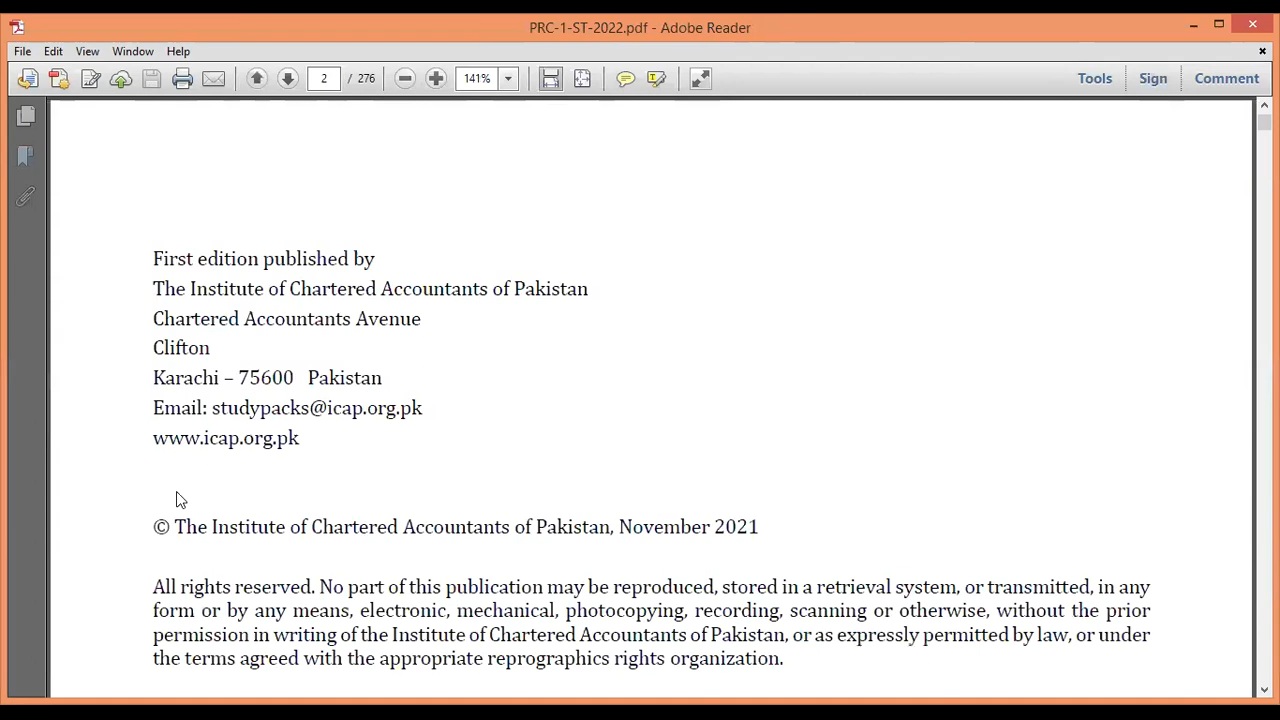 PRC-1-ST-2022.pdf - Adobe Reader
File Edit View Window Help
2 / 276 141% Tools Sign Comment
First edition published by
The Institute of Chartered Accountants of Pakistan
Chartered Accountants Avenue
Clifton
Karachi – 75600 Pakistan
Email: studypacks@icap.org.pk
www.icap.org.pk
© The Institute of Chartered Accountants of Pakistan, November 2021
All rights reserved. No part of this publication may be reproduced, stored in a retrieval system, or transmitted, in any
form or by any means, electronic, mechanical, photocopying, recording, scanning or otherwise, without the prior
permission in writing of the Institute of Chartered Accountants of Pakistan, or as expressly permitted by law, or under
the terms agreed with the appropriate reprographics rights organization.